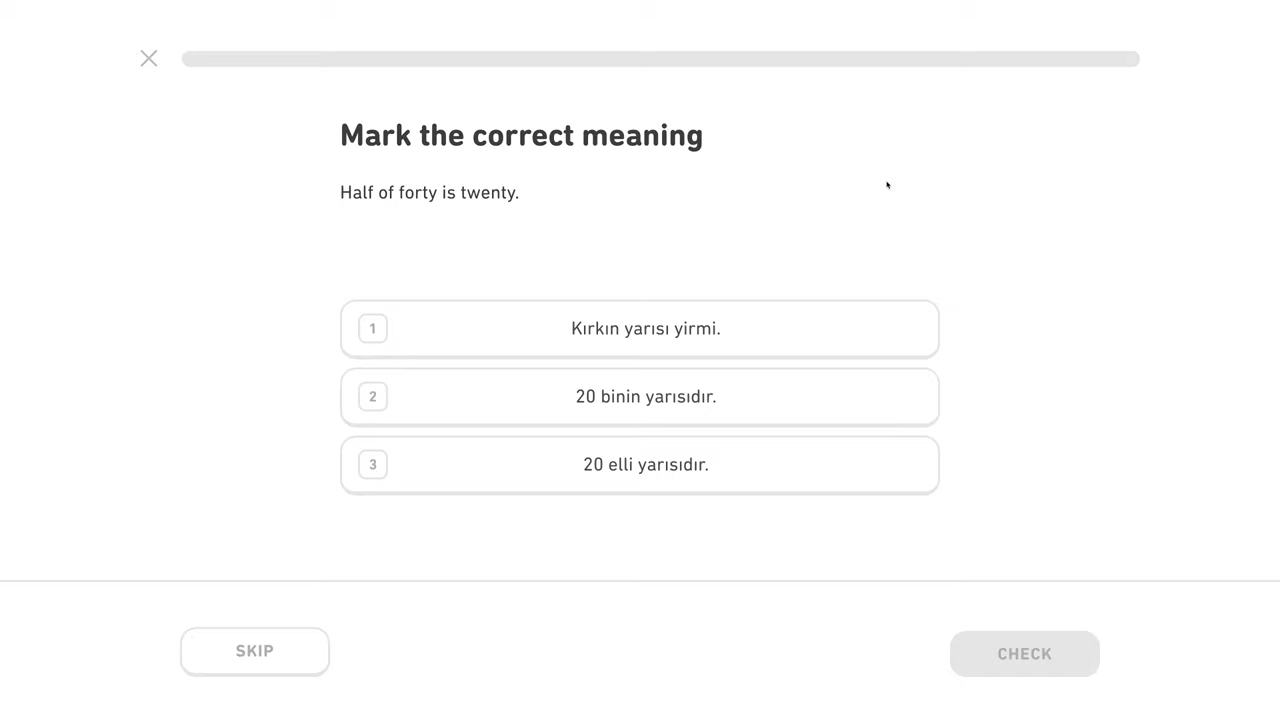 Mark the correct meaning
Half of forty is twenty.
1 Kırkın yarısı yirmi.
2 20 binin yarısıdır.
3 20 elli yarısıdır.
SKIP
CHECK